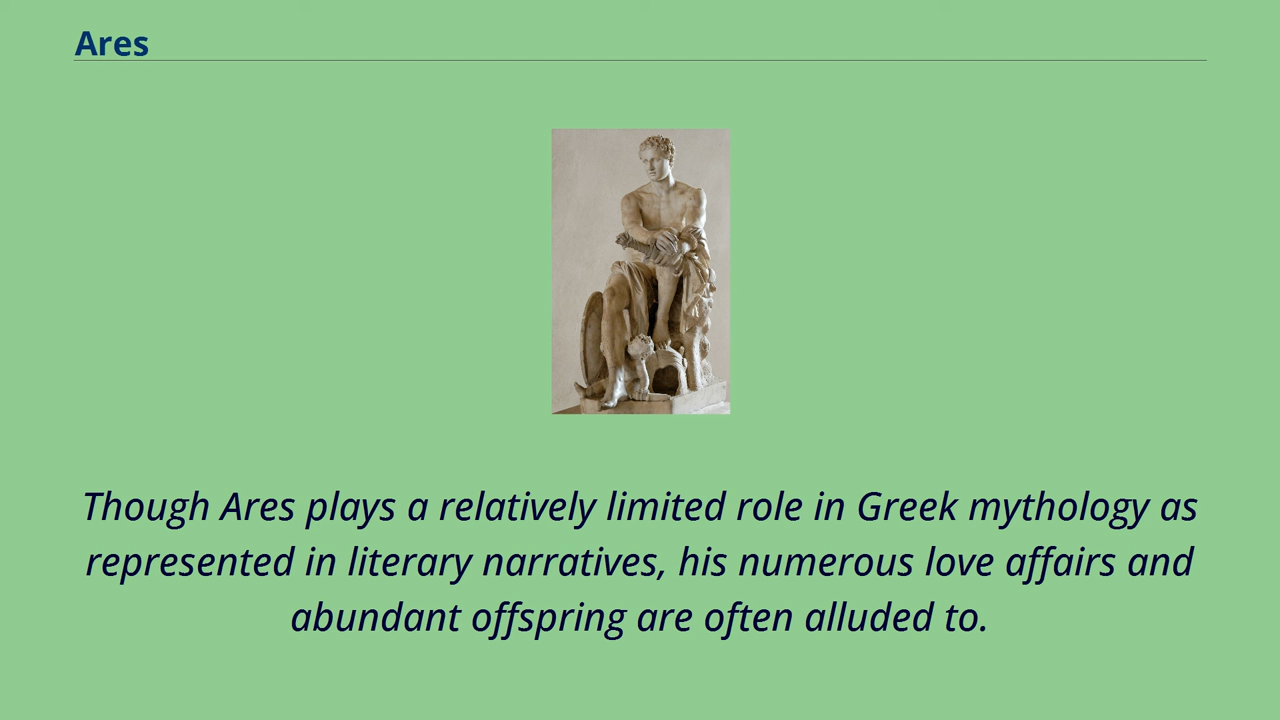 Ares
Though Ares plays a relatively limited role in Greek mythology as
represented in literary narratives, his numerous love affairs and
abundant offspring are often alluded to.